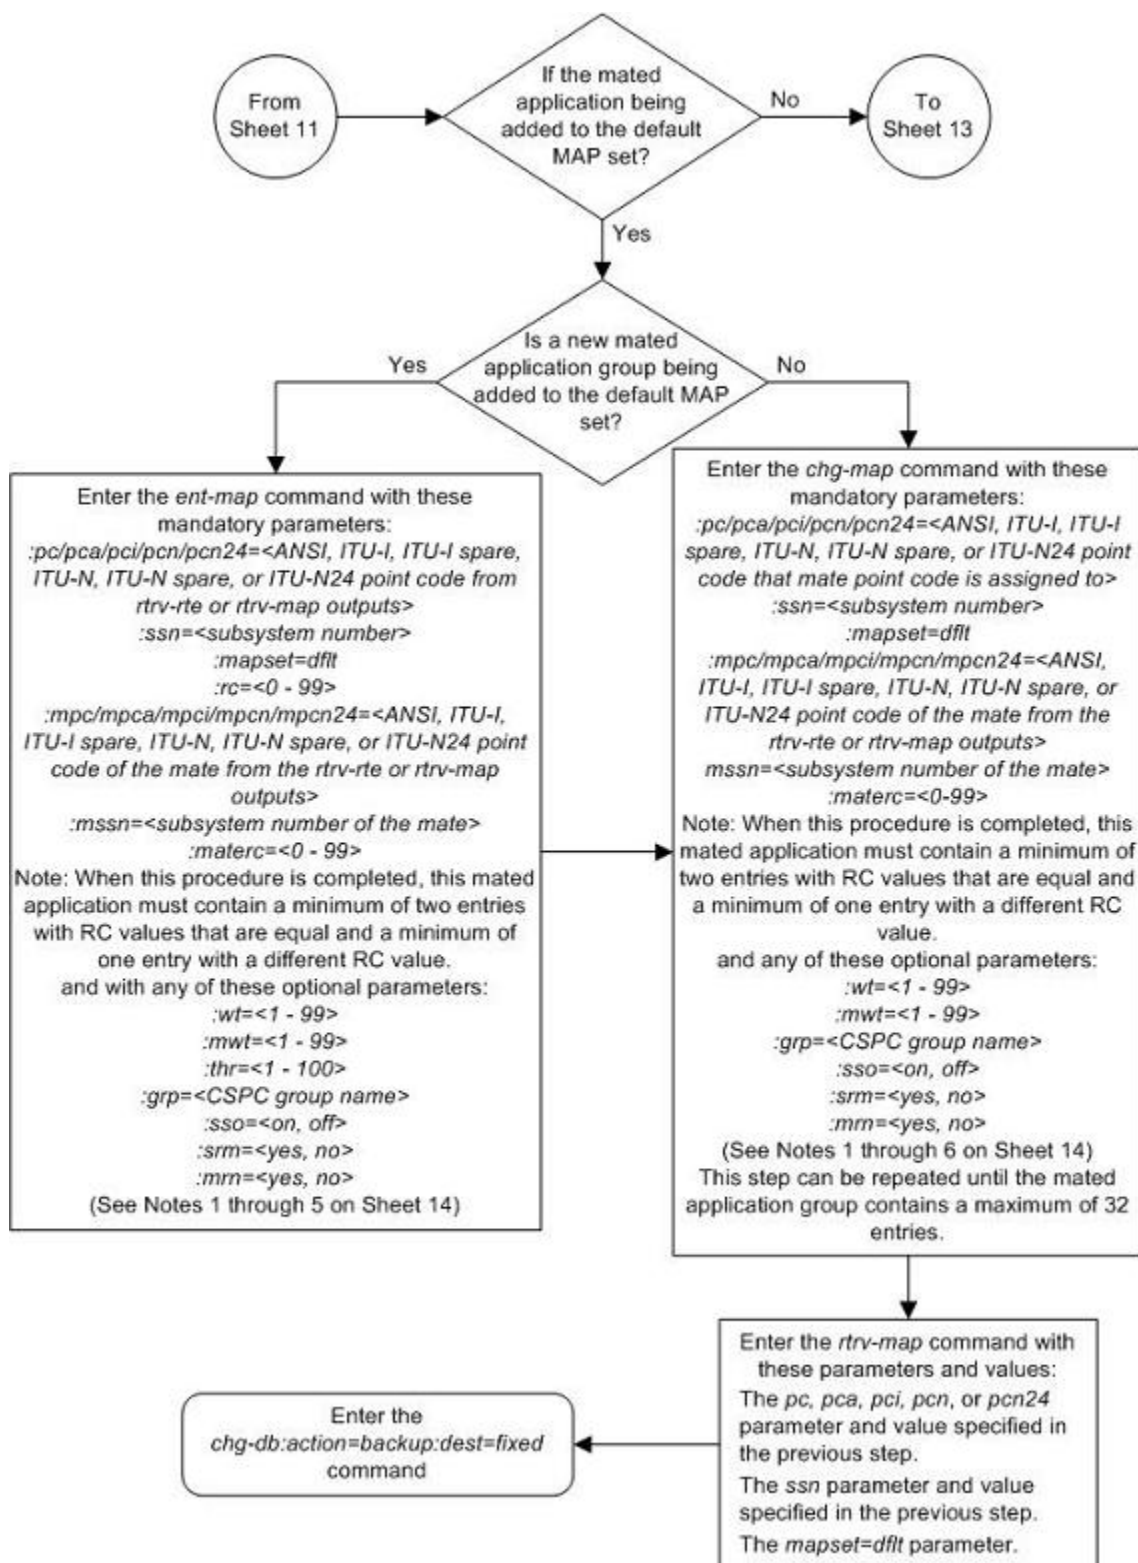 From
Sheet 11
If the mated
application being
added to the default
MAP set?
No
To
Sheet 13
Yes
Is a new mated
application group being
added to the default MAP
set?
Yes
No
Enter the ent-map command with these
mandatory parameters:
:pc/pca/pci/pcn/pcn24=<ANSI, ITU-I, ITU-I spare,
ITU-N, ITU-N spare, or ITU-N24 point code from
rtrv-rte or rtrv-map outputs>
:ssn=<subsystem number>
:mapset=dflt
:rc=<0 - 99>
:mpc/mpca/mpci/mpcn/mpcn24=<ANSI, ITU-I,
ITU-I spare, ITU-N, ITU-N spare, or ITU-N24 point
code of the mate from the rtrv-rte or rtrv-map
outputs>
:mssn=<subsystem number of the mate>
:materc=<0 - 99>
Note: When this procedure is completed, this mated
application must contain a minimum of two entries
with RC values that are equal and a minimum of
one entry with a different RC value.
and with any of these optional parameters:
:wt=<1 - 99>
:mwt=<1 - 99>
:thr=<1 - 100>
:grp=<CSPC group name>
:sso=<on, off>
:srm=<yes, no>
:mrn=<yes, no>
(See Notes 1 through 5 on Sheet 14)
Enter the chg-map command with these
mandatory parameters:
:pc/pca/pci/pcn/pcn24=<ANSI, ITU-I, ITU-I
spare, ITU-N, ITU-N spare, or ITU-N24 point
code that mate point code is assigned to>
:ssn=<subsystem number>
:mapset=dflt
:mpc/mpca/mpci/mpcn/mpcn24=<ANSI,
ITU-I, ITU-I spare, ITU-N, ITU-N spare, or
ITU-N24 point code of the mate from the
rtrv-rte or rtrv-map outputs>
mssn=<subsystem number of the mate>
:materc=<0-99>
Note: When this procedure is completed, this
mated application must contain a minimum of
two entries with RC values that are equal and
a minimum of one entry with a different RC
value.
and any of these optional parameters:
:wt=<1 - 99>
:mwt=<1 - 99>
:grp=<CSPC group name>
:sso=<on, off>
:srm=<yes, no>
:mrn=<yes, no>
(See Notes 1 through 6 on Sheet 14)
This step can be repeated until the mated
application group contains a maximum of 32
entries.
Enter the rtrv-map command with
these parameters and values:
The pc, pca, pci, pcn, or pcn24
parameter and value specified in
the previous step.
The ssn parameter and value
specified in the previous step.
The mapset=dflt parameter.
Enter the
chg-db:action=backup:dest=fixed
command